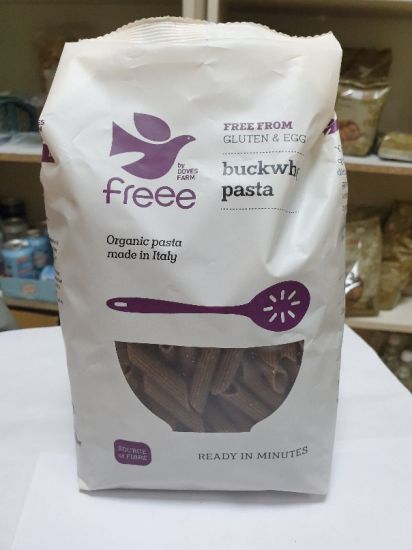 FREE FROM
GLUTEN & EGG
by
DOVES
FARM
freee
buckwh
pasta
Organic pasta
made in Italy
SOURCE
of FIBRE
READY IN MINUTES